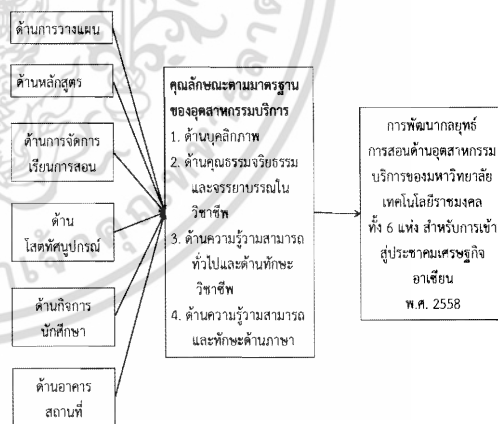 ด้านการวางแผน
ด้านหลักสูตร
ด้านการจัดการ
เรียนการสอน
ด้าน
โสตทัศนูปกรณ์
ด้านกิจการ
นักศึกษา
ด้านอาคาร
สถานที่
คุณลักษณะตามมาตรฐาน
ของอุตสาหกรรมบริการ
1. ด้านบุคลิกภาพ
2. ด้านคุณธรรมจริยธรรม
และจรรยาบรรณใน
วิชาชีพ
3. ด้านความรู้วามสามารถ
ทั่วไปและด้านทักษะ
วิชาชีพ
4. ด้านความรู้วามสามารถ
และทักษะด้านภาษา
การพัฒนากลยุทธ์
การสอนด้านอุตสาหกรรม
บริการของมหาวิทยาลัย
เทคโนโลยีราชมงคล
ทั้ง 6 แห่ง สำหรับการเข้า
สู่ประชาคมเศรษฐกิจ
อาเซียน
พ.ศ. 2558